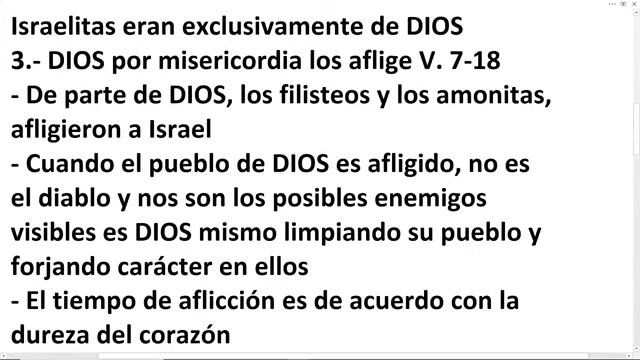 Israelitas eran exclusivamente de DIOS
3.- DIOS por misericordia los aflige V. 7-18
- De parte de DIOS, los filisteos y los amonitas,
afligieron a Israel
- Cuando el pueblo de DIOS es afligido, no es
el diablo y nos son los posibles enemigos
visibles es DIOS mismo limpiando su pueblo y
forjando carácter en ellos
- El tiempo de aflicción es de acuerdo con la
dureza del corazón